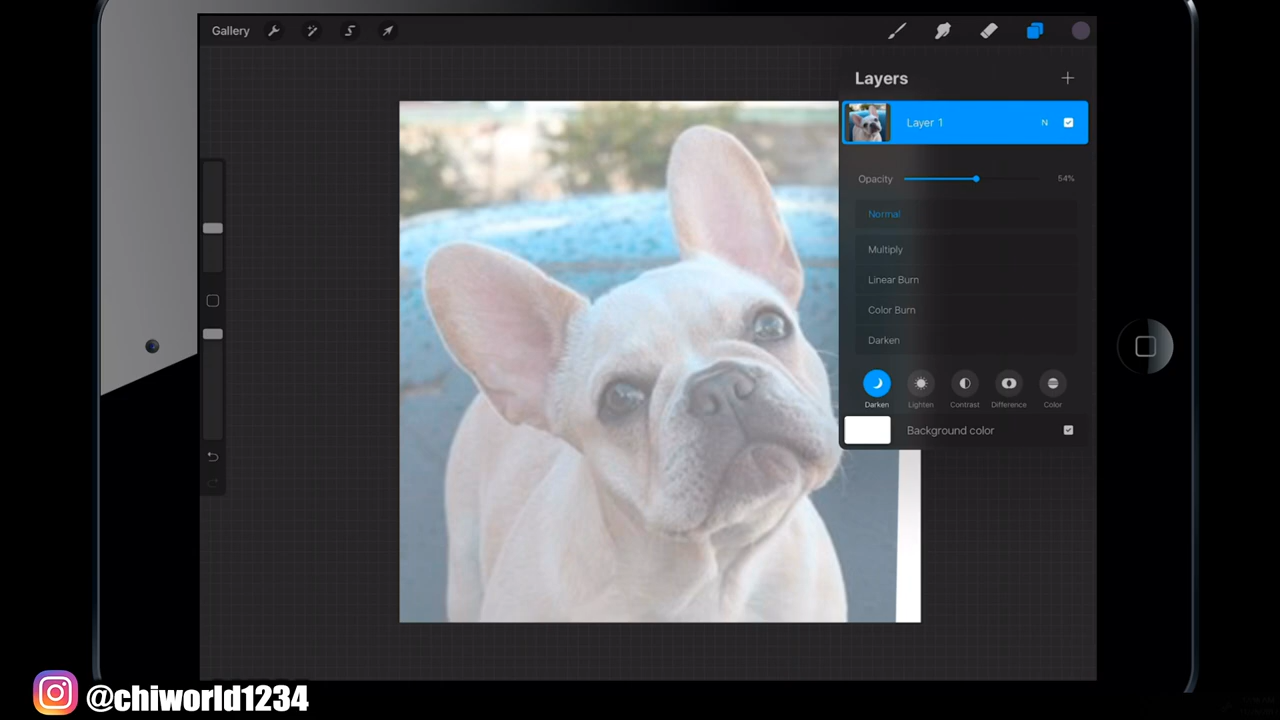 Gallery
Layers
Layer 1 N
Opacity 54%
Normal
Multiply
Linear Burn
Color Burn
Darken
Darken Lighten Contrast Difference Color
Background color
@chiworld1234